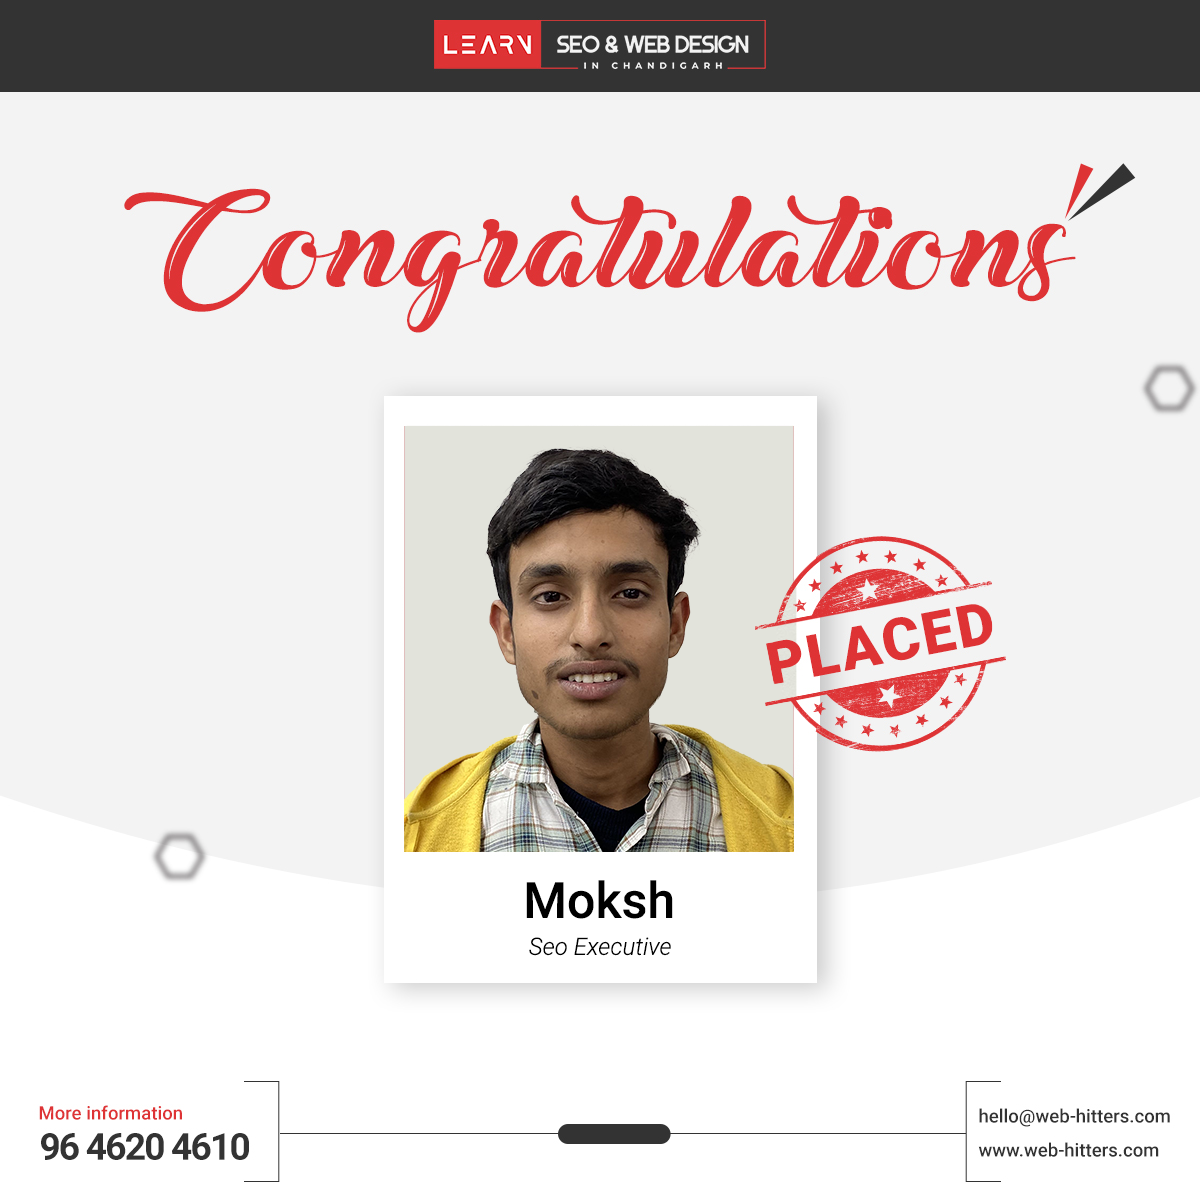 LEARN SEO & WEB DESIGN
IN CHANDIGARH
Congratulations
PLACED
Moksh
Seo Executive
More information
96 4620 4610
hello@web-hitters.com
www.web-hitters.com